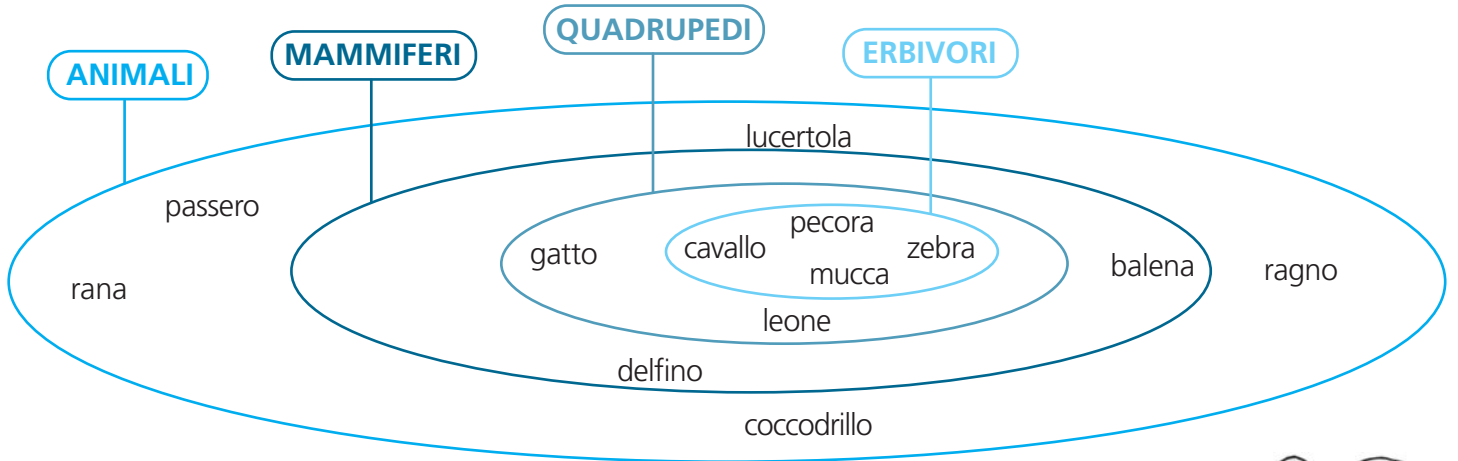 ANIMALI
MAMMIFERI
QUADRUPEDI
ERBIVORI
lucertola
passero
pecora
gatto
cavallo
zebra
mucca
balena
ragno
rana
leone
delfino
coccodrillo